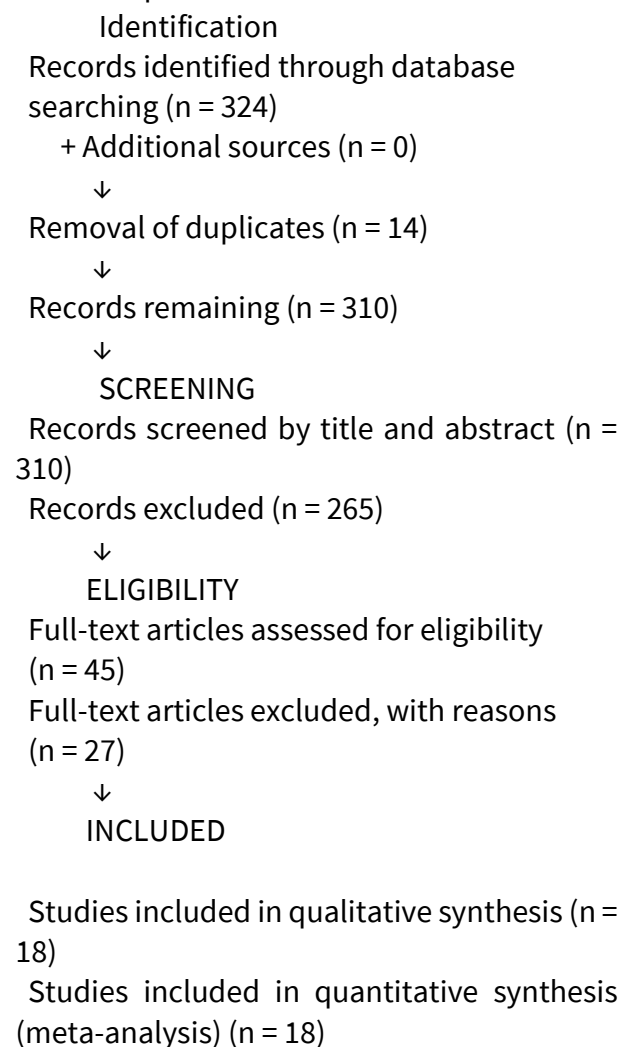 Identification
Records identified through database
searching (n = 324)
+ Additional sources (n = 0)
↓
Removal of duplicates (n = 14)
↓
Records remaining (n = 310)
↓
SCREENING
Records screened by title and abstract (n =
310)
Records excluded (n = 265)
↓
ELIGIBILITY
Full-text articles assessed for eligibility
(n = 45)
Full-text articles excluded, with reasons
(n = 27)
↓
INCLUDED
Studies included in qualitative synthesis (n =
18)
Studies included in quantitative synthesis
(meta-analysis) (n = 18)